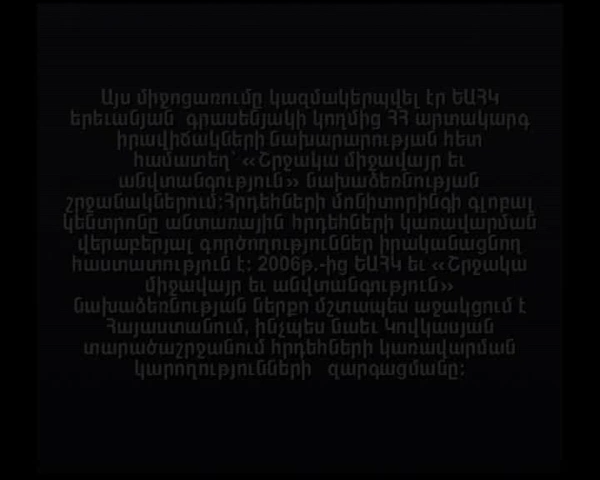 Այս միջոցառումը կազմակերպվել էր ԵԱՀԿ
երեւանյան գրասենյակի կողմից ՀՀ արտակարգ
իրավիճակների նախարարության հետ
համատեղ՝ «Շրջակա միջավայր եւ
անվտանգություն» նախաձեռնության
շրջանակներում:Հրդեհների մոնիտորինգի գլոբալ
կենտրոնը անտառային հրդեհների կառավարման
վերաբերյալ գործողություններ իրականացնող
հաստատություն է: 2006թ.-ից ԵԱՀԿ եւ «Շրջակա
միջավայր եւ անվտանգություն»
նախաձեռնության ներքո մշտապես աջակցում է
Հայաստանում, ինչպես նաեւ Կովկասյան
տարածաշրջանում հրդեհների կառավարման
կարողությունների զարգացմանը: